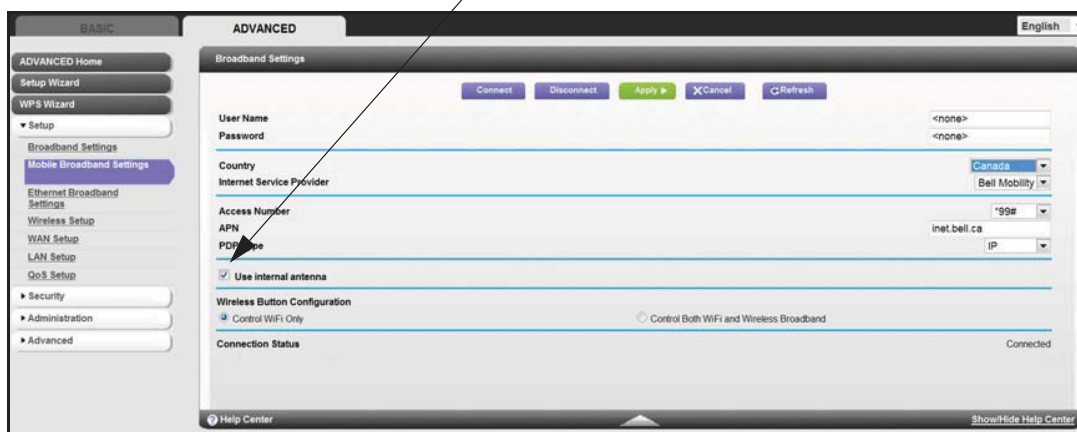 BASIC
ADVANCED
English
ADVANCED Home
Setup Wizard
WPS Wizard
▼ Setup
Broadband Settings
Mobile Broadband Settings
Ethernet Broadband
Settings
Wireless Setup
WAN Setup
LAN Setup
QoS Setup
▶ Security
▶ Administration
▶ Advanced
Broadband Settings
Connect
Disconnect
Apply ▶
X Cancel
Refresh
User Name <none>
Password <none>
Country Canada
Internet Service Provider Bell Mobility
Access Number *99#
APN inet.bell.ca
IP
Use internal antenna
Wireless Button Configuration
Control WiFi Only
Control Both WiFi and Wireless Broadband
Connection Status Connected
? Help Center
Show/Hide Help Center